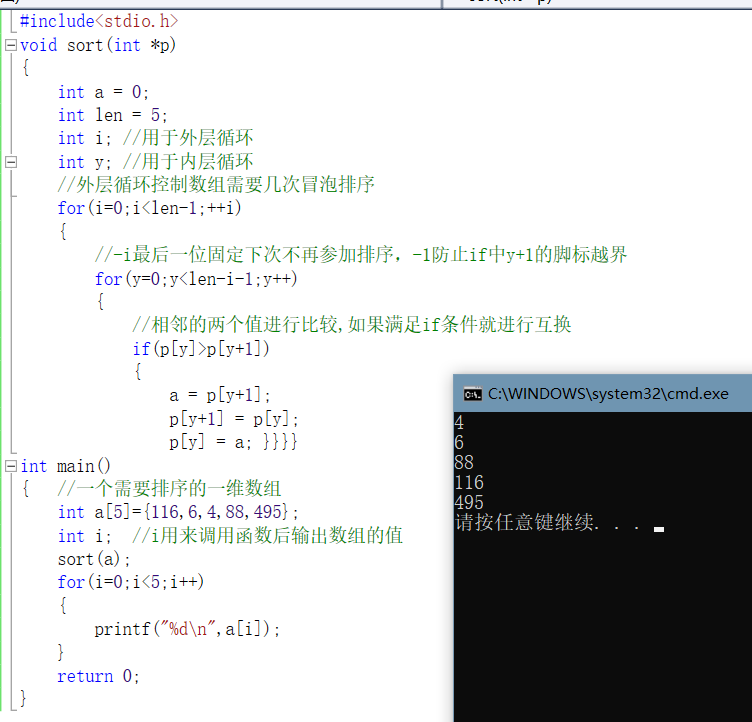 #include<stdio.h>
void sort(int *p)
{
    int a = 0;
    int len = 5;
    int i; //用于外层循环
    int y; //用于内层循环
    //外层循环控制数组需要几次冒泡排序
    for(i=0;i<len-1;++i)
    {
        //-i最后一位固定下次不再参加排序，-1防止if中y+1的脚标越界
        for(y=0;y<len-i-1;y++)
        {
            //相邻的两个值进行比较,如果满足if条件就进行互换
            if(p[y]>p[y+1])
            {
                a = p[y+1];
                p[y+1] = p[y];
                p[y] = a; }}}}
int main()
{   //一个需要排序的一维数组
    int a[5]={116,6,4,88,495};
    int i;  //i用来调用函数后输出数组的值
    sort(a);
    for(i=0;i<5;i++)
    {
        printf("%d\n",a[i]);
    }
    return 0;
}
C:\WINDOWS\system32\cmd.exe
4
6
88
116
495
请按任意键继续. . .